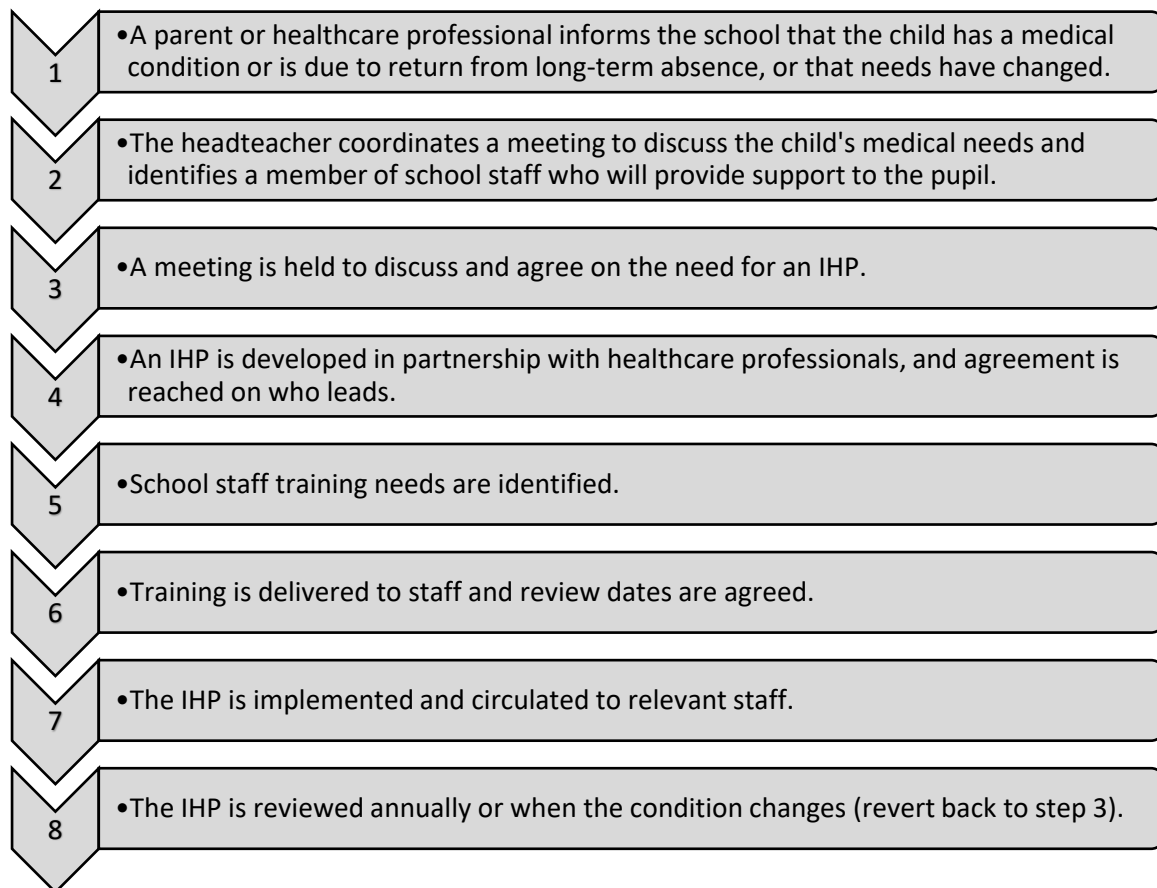 1
•A parent or healthcare professional informs the school that the child has a medical
condition or is due to return from long-term absence, or that needs have changed.
2
•The headteacher coordinates a meeting to discuss the child's medical needs and
identifies a member of school staff who will provide support to the pupil.
3
•A meeting is held to discuss and agree on the need for an IHP.
4
•An IHP is developed in partnership with healthcare professionals, and agreement is
reached on who leads.
5
•School staff training needs are identified.
6
•Training is delivered to staff and review dates are agreed.
7
•The IHP is implemented and circulated to relevant staff.
8
•The IHP is reviewed annually or when the condition changes (revert back to step 3).